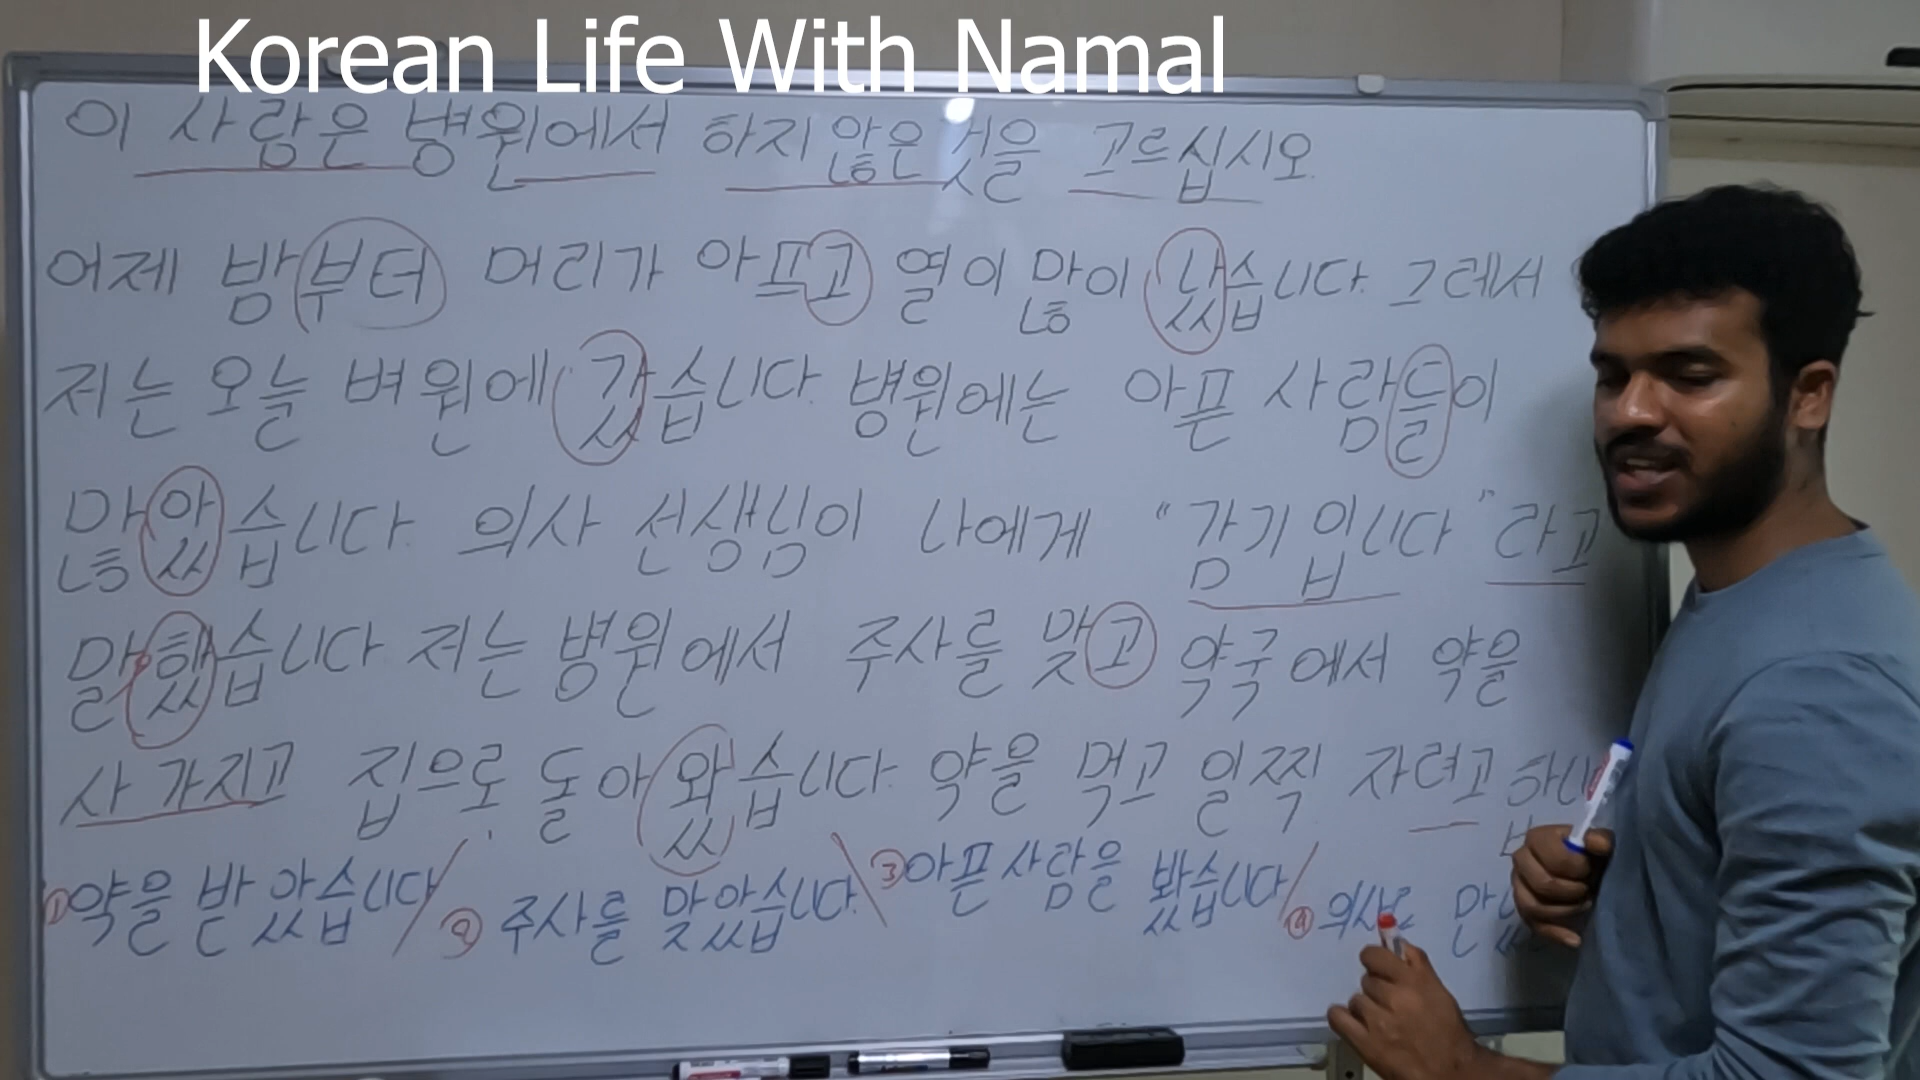 Korean Life With Namal
이 사람은 병원에서 하지 않은 것을 고르십시오.
어제 밤부터 머리가 아프고 열이 많이 났습니다. 그레서
저는 오늘 벼원에 갔습니다. 병원에는 아픈 사람들이
많았습니다. 의사 선생님이 나에게 "감기입니다" 라고
말했습니다 저는 병원에서 주사를 맞고 약국에서 약을
사 가지고 집으로 돌아왔습니다. 약을 먹고 일찍 자려고
① 약을 받았습니다 ② 주사를 맞았습니다. ③ 아픈 사람을 봤습니다 ④